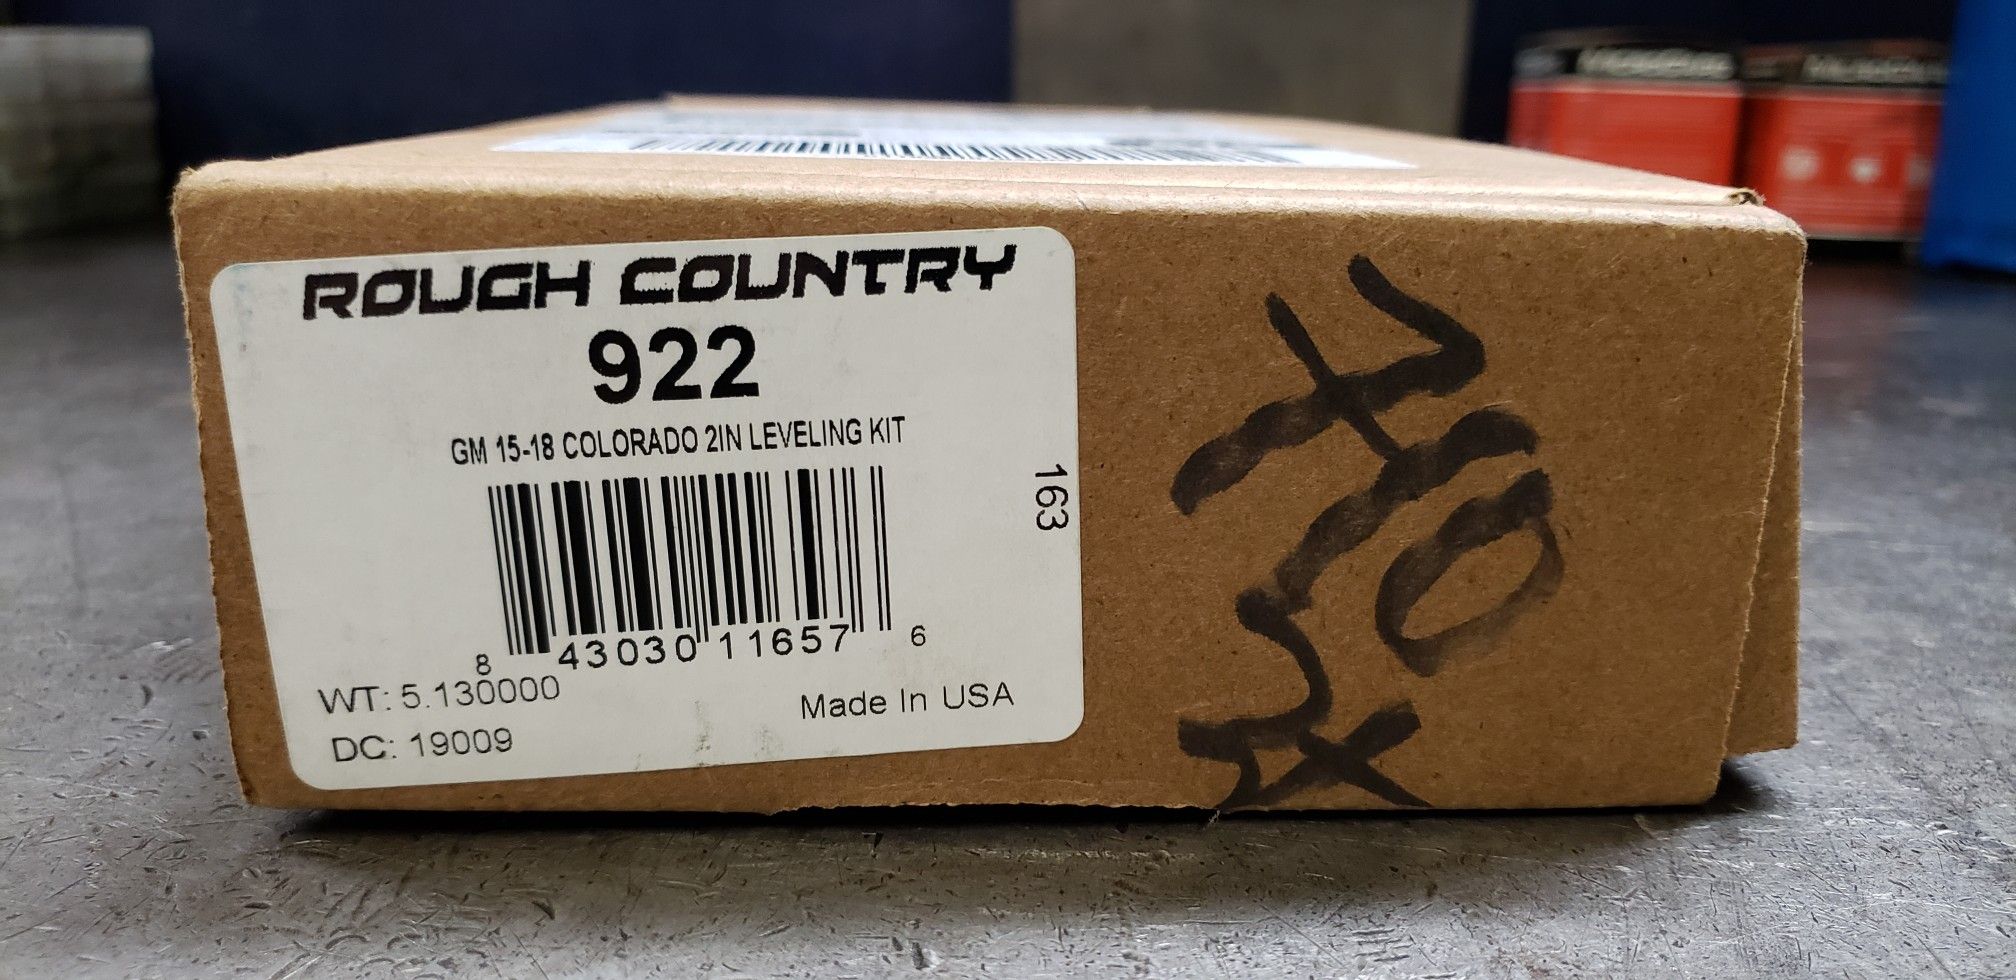 ROUGH COUNTRY
922
GM 15-18 COLORADO 2IN LEVELING KIT
163
8 43030 11657 6
WT: 5.130000
Made In USA
DC: 19009